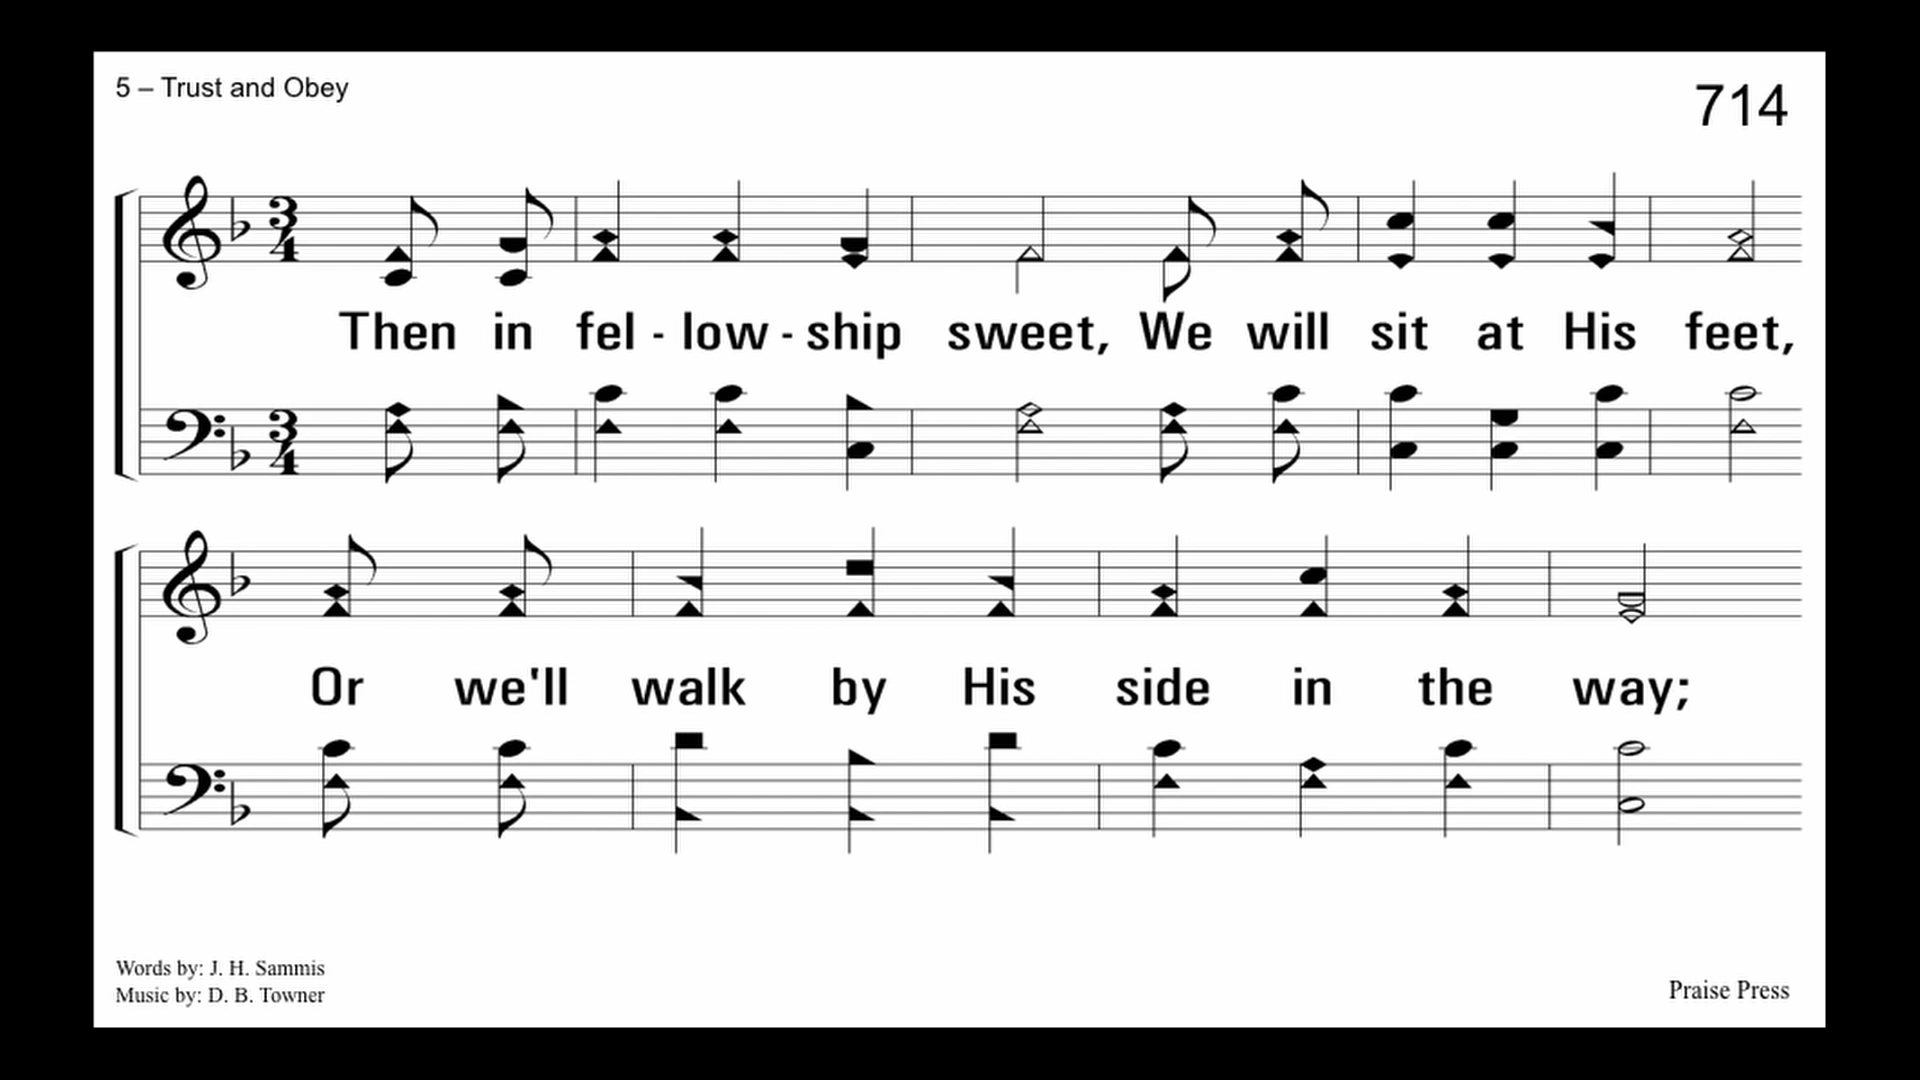 5 – Trust and Obey
714
Then in fel - low - ship sweet, We will sit at His feet,
Or we'll walk by His side in the way;
Words by: J. H. Sammis
Music by: D. B. Towner
Praise Press